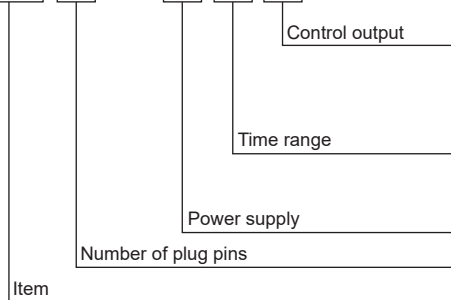 Control output
Time range
Power supply
Number of plug pins
Item